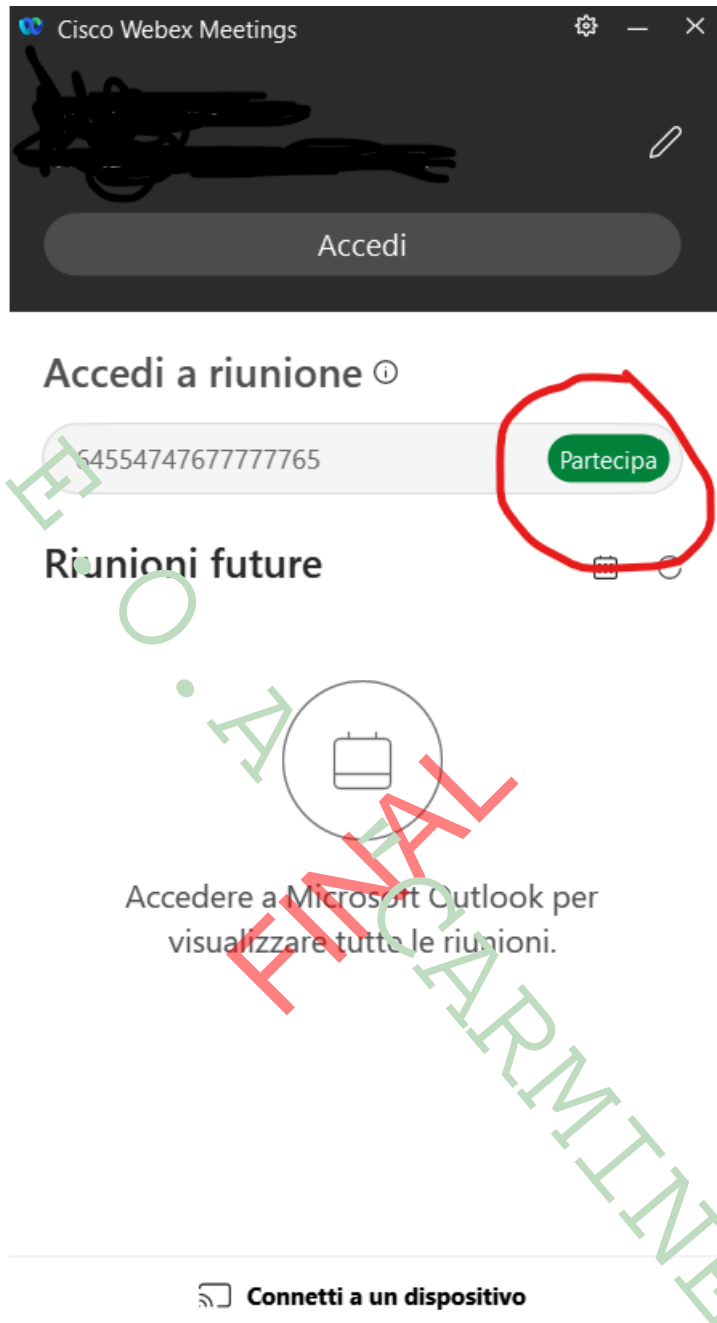 Cisco Webex Meetings
Accedi
Accedi a riunione
64554747677777765
Partecipa
Riunioni future
Accedere a Microsoft Outlook per
visualizzare tutte le riunioni.
Connetti a un dispositivo
E.O.A "CARMINE
FINAL